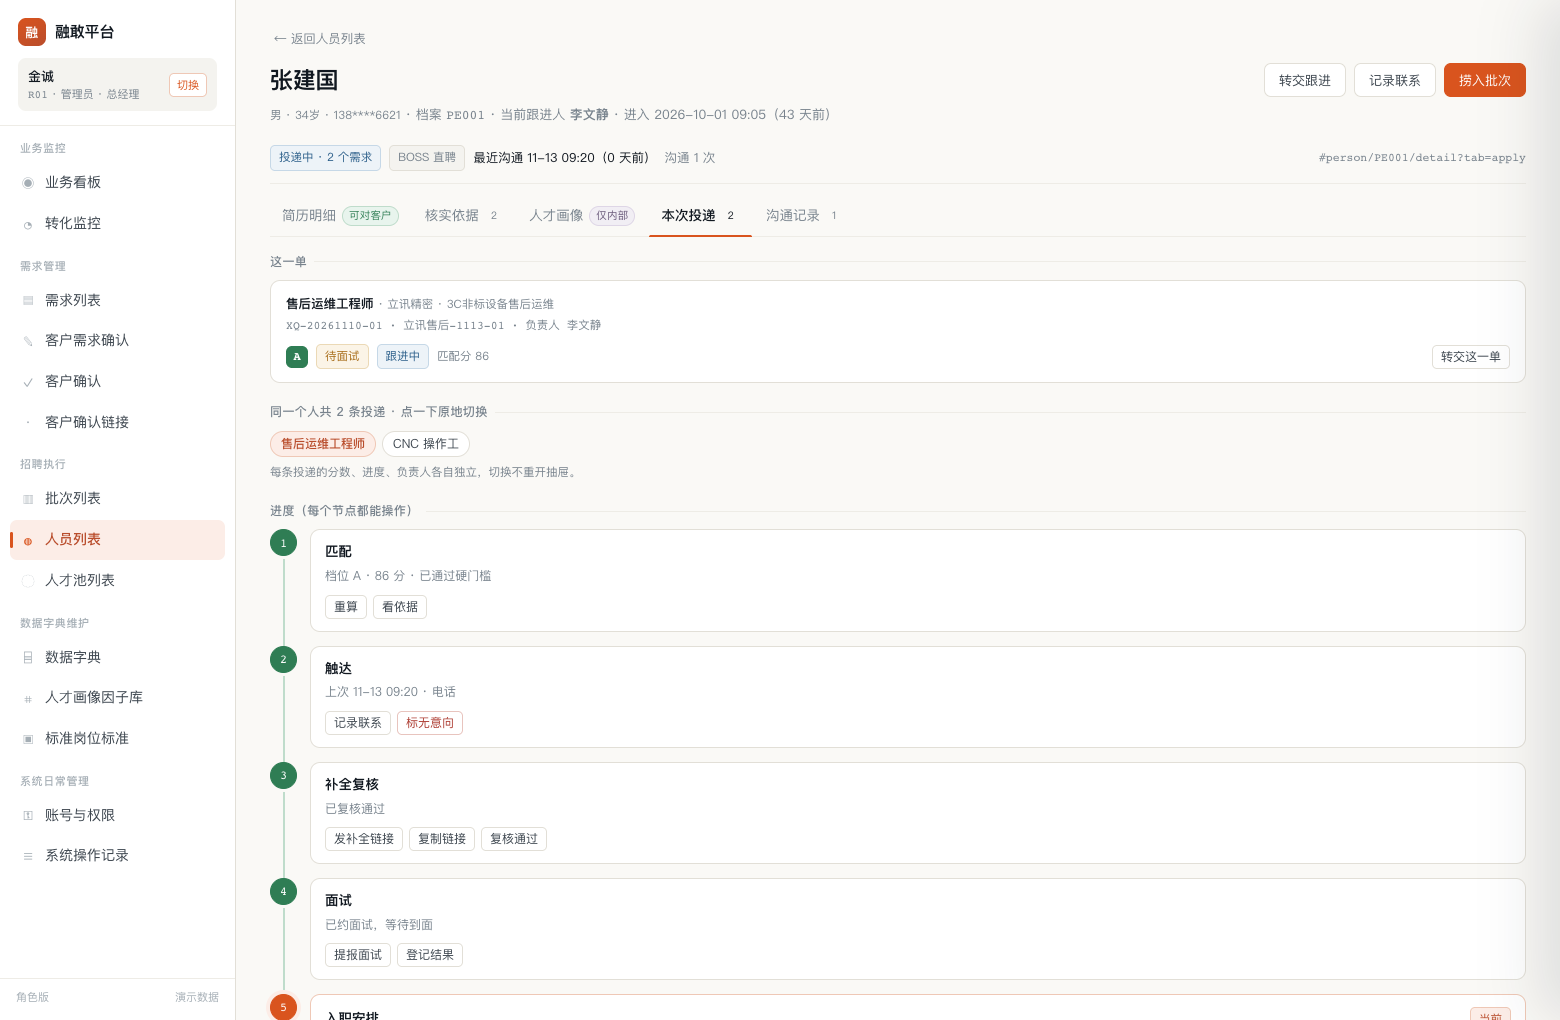 融 融敢平台
金诚
R01 · 管理员 · 总经理
切换
业务监控
业务看板
转化监控
需求管理
需求列表
客户需求确认
客户确认
客户确认链接
招聘执行
批次列表
人员列表
人才池列表
数据字典维护
数据字典
人才画像因子库
标准岗位标准
系统日常管理
账号与权限
系统操作记录
角色版 演示数据
← 返回人员列表
张建国
转交跟进 记录联系 捞入批次
男 · 34岁 · 138****6621 · 档案 PE001 · 当前跟进人 李文静 · 进入 2026-10-01 09:05（43 天前）
投递中 · 2 个需求 BOSS 直聘 最近沟通 11-13 09:20（0 天前） 沟通 1 次
#person/PE001/detail?tab=apply
简历明细 可对客户 核实依据 2 人才画像 仅内部 本次投递 2 沟通记录 1
这一单
售后运维工程师 · 立讯精密 · 3C非标设备售后运维
XQ-20261110-01 · 立讯售后-1113-01 · 负责人 李文静
A 待面试 跟进中 匹配分 86
转交这一单
同一个人共 2 条投递 · 点一下原地切换
售后运维工程师 CNC 操作工
每条投递的分数、进度、负责人各自独立，切换不重开抽屉。
进度（每个节点都能操作）
1 匹配
档位 A · 86 分 · 已通过硬门槛
重算 看依据
2 触达
上次 11-13 09:20 · 电话
记录联系 标无意向
3 补全复核
已复核通过
发补全链接 复制链接 复核通过
4 面试
已约面试，等待到面
提报面试 登记结果
5 入职安排
当前